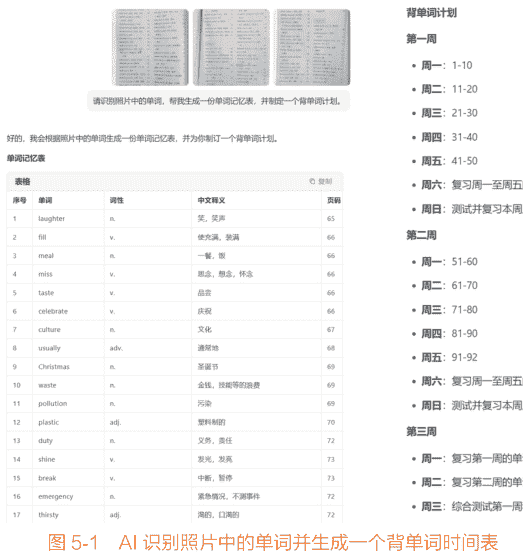 请识别照片中的单词，帮我生成一份单词记忆表，并制定一个背单词计划。
好的，我会根据照片中的单词生成一份单词记忆表，并为你制订一个背单词计划。
单词记忆表
表格 复制
序号 单词 词性 中文释义 页码
1 laughter n. 笑，笑声 65
2 fill v. 使充满，装满 66
3 meal n. 一餐，饭 66
4 miss v. 思念，想念，怀念 66
5 taste v. 品尝 66
6 celebrate v. 庆祝 66
7 culture n. 文化 67
8 usually adv. 通常地 68
9 Christmas n. 圣诞节 69
10 waste n. 金钱，技能等的浪费 69
11 pollution n. 污染 69
12 plastic adj. 塑料制的 70
13 duty n. 义务，责任 72
14 shine v. 发光，发亮 73
15 break v. 中断，暂停 73
16 emergency n. 紧急情况，不测事件 72
17 thirsty adj. 渴的，口渴的 72
背单词计划
第一周
周一：1-10
周二：11-20
周三：21-30
周四：31-40
周五：41-50
周六：复习周一至周五
周日：测试并复习本周
第二周
周一：51-60
周二：61-70
周三：71-80
周四：81-90
周五：91-92
周六：复习周一至周五
周日：测试并复习本周
第三周
周一：复习第一周的单
周二：复习第二周的单
周三：综合测试第一周
图 5-1 AI 识别照片中的单词并生成一个背单词时间表